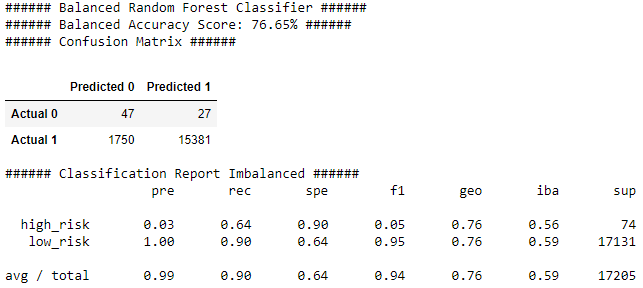 ###### Balanced Random Forest Classifier ######
###### Balanced Accuracy Score: 76.65% ######
###### Confusion Matrix ######
Predicted 0 Predicted 1
Actual 0 47 27
Actual 1 1750 15381
###### Classification Report Imbalanced ######
pre rec spe f1 geo iba sup
high_risk 0.03 0.64 0.90 0.05 0.76 0.56 74
low_risk 1.00 0.90 0.64 0.95 0.76 0.59 17131
avg / total 0.99 0.90 0.64 0.94 0.76 0.59 17205